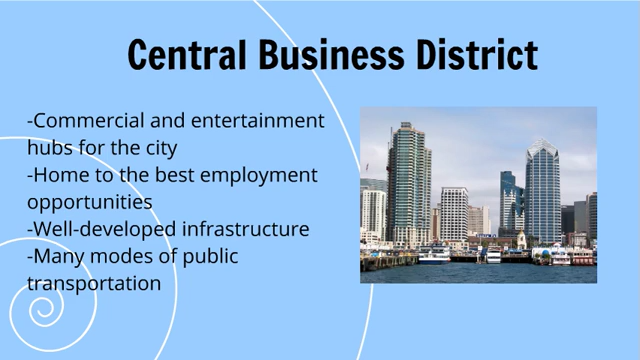 Central Business District
-Commercial and entertainment
hubs for the city
-Home to the best employment
opportunities
-Well-developed infrastructure
-Many modes of public
transportation